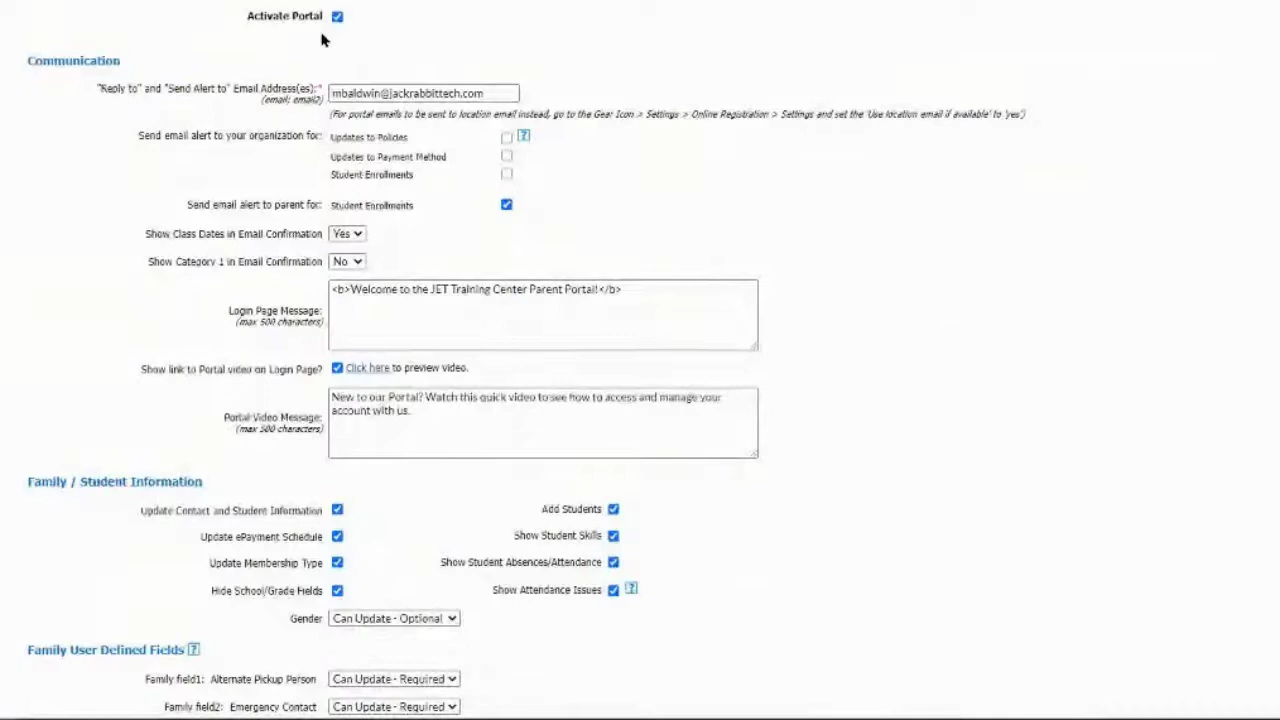 Activate Portal
Communication
"Reply to" and "Send Alert to" Email Address(es):*
(email; email2)
mbaldwin@jackrabbittech.com
(For portal emails to be sent to location email instead, go to the Gear Icon > Settings > Online Registration > Settings and set the 'Use location email if available' to 'yes')
Send email alert to your organization for:
Updates to Policies ?
Updates to Payment Method
Student Enrollments
Send email alert to parent for: Student Enrollments
Show Class Dates in Email Confirmation Yes
Show Category 1 in Email Confirmation No
<b>Welcome to the JET Training Center Parent Portal!</b>
Login Page Message:
(max 500 characters)
Show link to Portal video on Login Page? Click here to preview video.
New to our Portal? Watch this quick video to see how to access and manage your
account with us.
Portal Video Message:
(max 500 characters)
Family / Student Information
Update Contact and Student Information Add Students
Update ePayment Schedule Show Student Skills
Update Membership Type Show Student Absences/Attendance
Hide School/Grade Fields Show Attendance Issues ?
Gender Can Update - Optional
Family User Defined Fields ?
Family field1: Alternate Pickup Person Can Update - Required
Family field2: Emergency Contact Can Update - Required